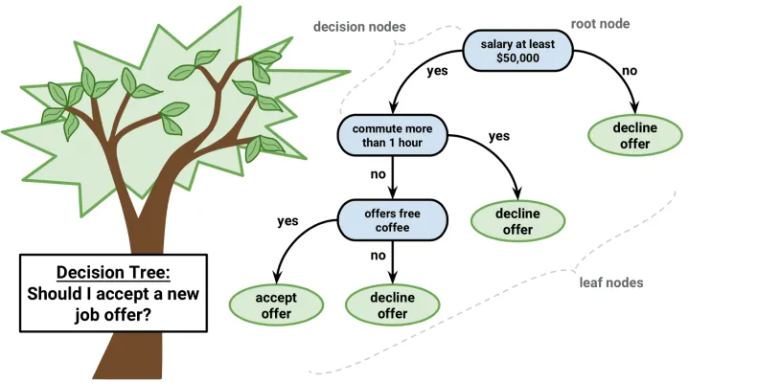 decision nodes
root node
salary at least
$50,000
yes
no
commute more
than 1 hour
decline
offer
yes
no
offers free
coffee
decline
offer
yes
no
Decision Tree:
Should I accept a new
job offer?
accept
offer
decline
offer
leaf nodes